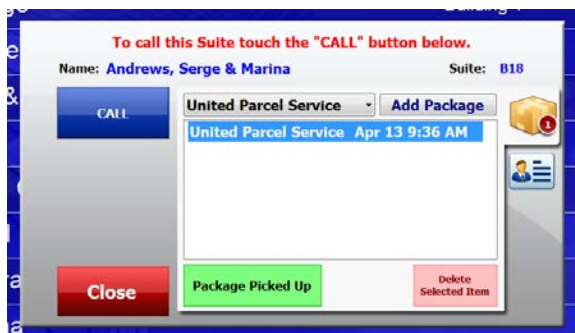 To call this Suite touch the "CALL" button below.
Name: Andrews, Serge & Marina Suite: B18
CALL
United Parcel Service Add Package
United Parcel Service Apr 13 9:36 AM
1
Close
Package Picked Up
Delete
Selected Item